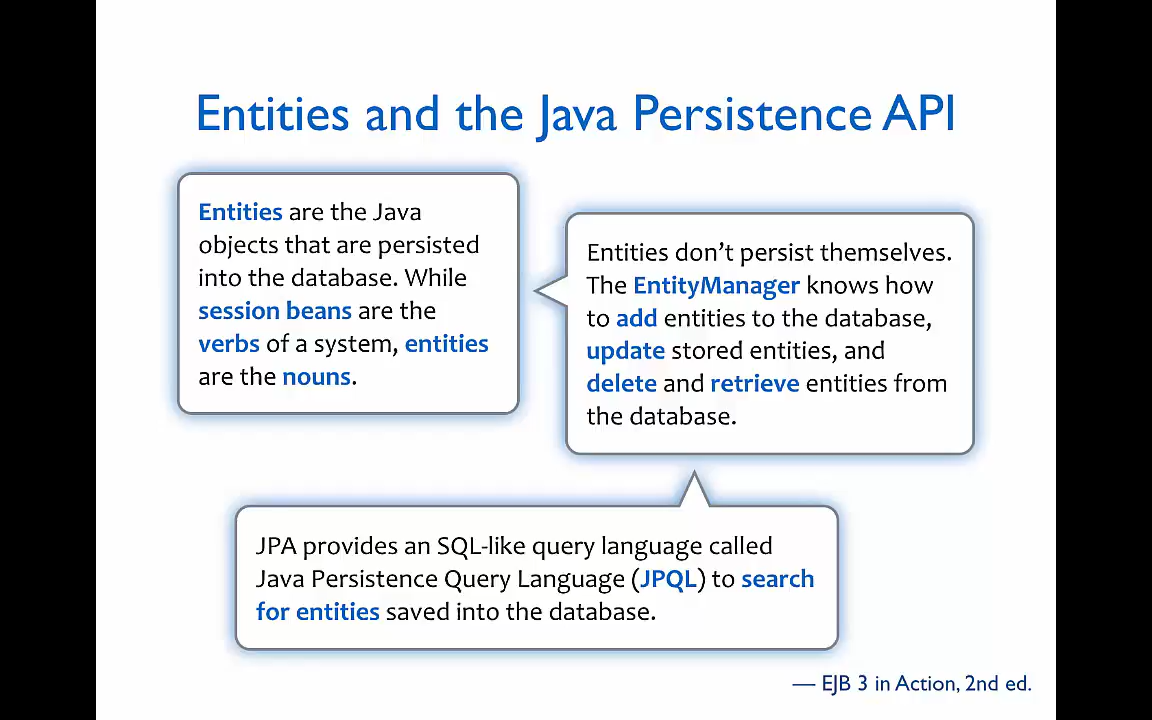 Entities and the Java Persistence API
Entities are the Java
objects that are persisted
into the database. While
session beans are the
verbs of a system, entities
are the nouns.
Entities don’t persist themselves.
The EntityManager knows how
to add entities to the database,
update stored entities, and
delete and retrieve entities from
the database.
JPA provides an SQL-like query language called
Java Persistence Query Language (JPQL) to search
for entities saved into the database.
— EJB 3 in Action, 2nd ed.